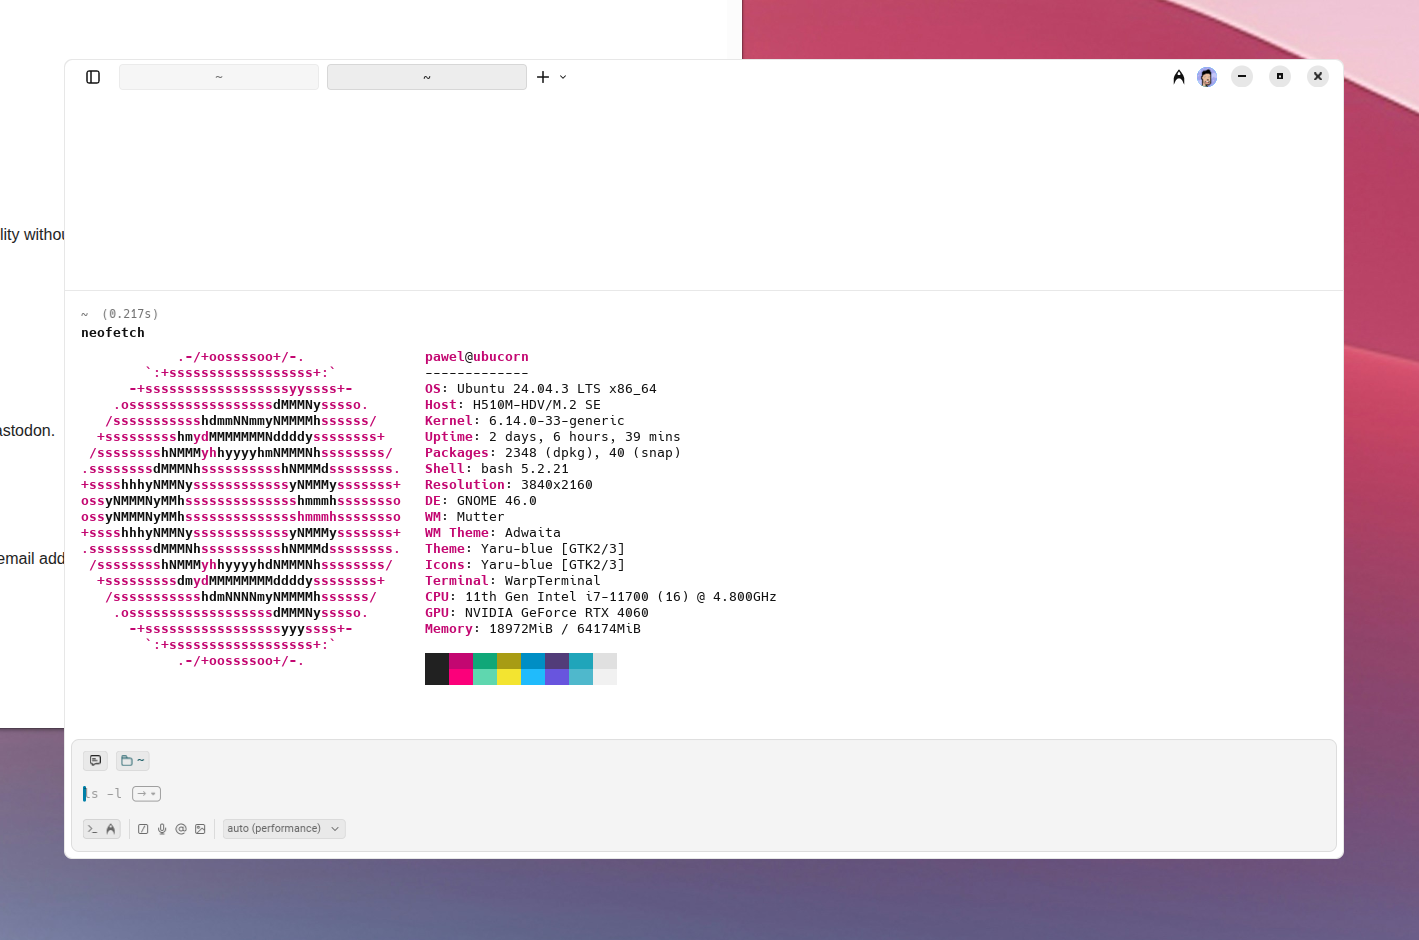 ~
~
lity withou
astodon.
email add
~ (0.217s)
neofetch
.-/+oossssoo+/-.
`:+ssssssssssssssssss+:`
-+ssssssssssssssssssyyssss+-
.ossssssssssssssssssdMMMNysssso.
/ssssssssssshdmmNNmmyNMMMMhssssss/
+ssssssssshmydMMMMMMMNddddyssssssss+
/sssssssshNMMMyhhyyyyhmNMMMNhssssssss/
.ssssssssdMMMNhsssssssssshNMMMdssssssss.
+sssshhhyNMMNyssssssssssssyNMMMysssssss+
ossyNMMMNyMMhsssssssssssssshmmmhssssssso
ossyNMMMNyMMhsssssssssssssshmmmhssssssso
+sssshhhyNMMNyssssssssssssyNMMMysssssss+
.ssssssssdMMMNhsssssssssshNMMMdssssssss.
/sssssssshNMMMyhhyyyyhdNMMMNhssssssss/
+sssssssssdmydMMMMMMMMddddyssssssss+
/ssssssssssshdmNNNNmyNMMMMhssssss/
.ossssssssssssssssssdMMMNysssso.
-+sssssssssssssssssyyyssss+-
`:+ssssssssssssssssss+:`
.-/+oossssoo+/-.
pawel@ubucorn
-------------
OS: Ubuntu 24.04.3 LTS x86_64
Host: H510M-HDV/M.2 SE
Kernel: 6.14.0-33-generic
Uptime: 2 days, 6 hours, 39 mins
Packages: 2348 (dpkg), 40 (snap)
Shell: bash 5.2.21
Resolution: 3840x2160
DE: GNOME 46.0
WM: Mutter
WM Theme: Adwaita
Theme: Yaru-blue [GTK2/3]
Icons: Yaru-blue [GTK2/3]
Terminal: WarpTerminal
CPU: 11th Gen Intel i7-11700 (16) @ 4.800GHz
GPU: NVIDIA GeForce RTX 4060
Memory: 18972MiB / 64174MiB
~
ls -l
auto (performance)